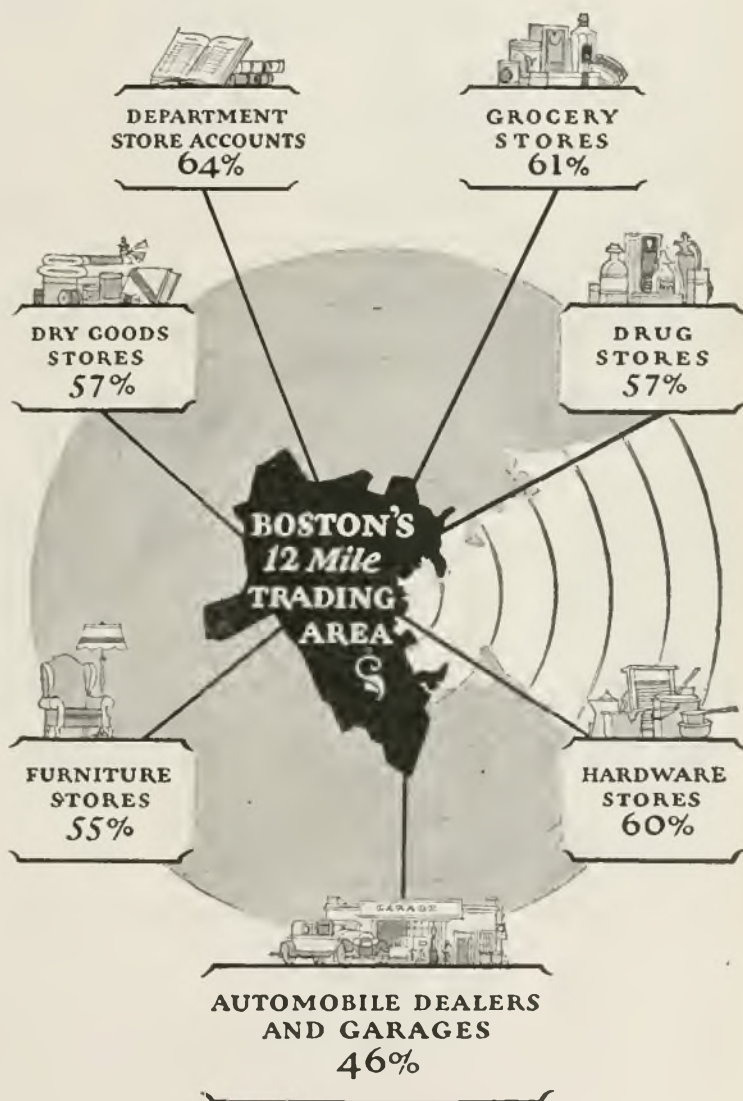 DEPARTMENT
STORE ACCOUNTS
64%
GROCERY
STORES
61%
DRY GOODS
STORES
57%
DRUG
STORES
57%
BOSTON'S
12 Mile
TRADING
AREA
FURNITURE
STORES
55%
HARDWARE
STORES
60%
GARAGE
AUTOMOBILE DEALERS
AND GARAGES
46%